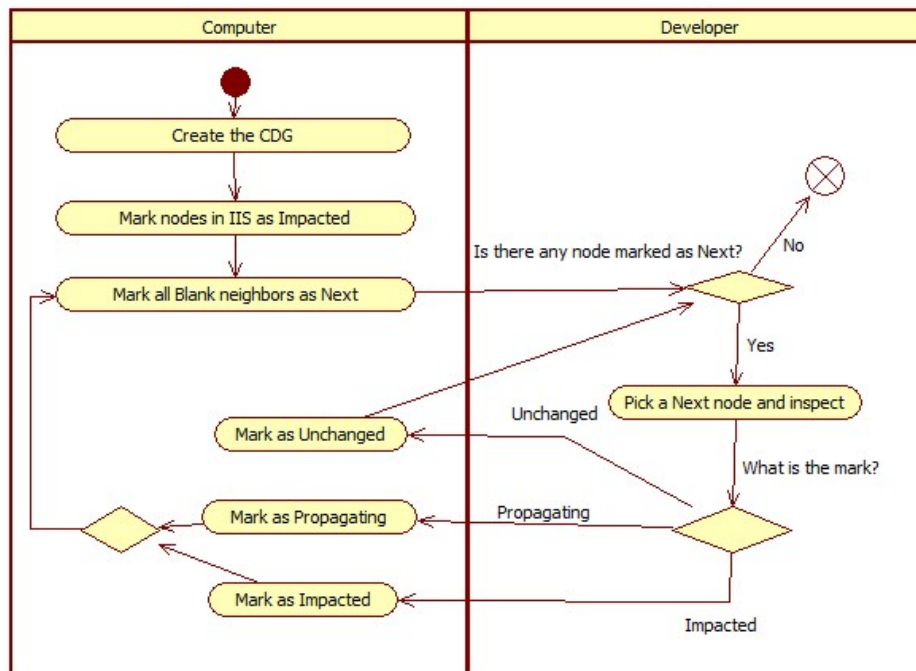 Computer
Developer
Create the CDG
Mark nodes in IIS as Impacted
Is there any node marked as Next?
No
Mark all Blank neighbors as Next
Yes
Pick a Next node and inspect
Unchanged
Mark as Unchanged
What is the mark?
Propagating
Mark as Propagating
Mark as Impacted
Impacted